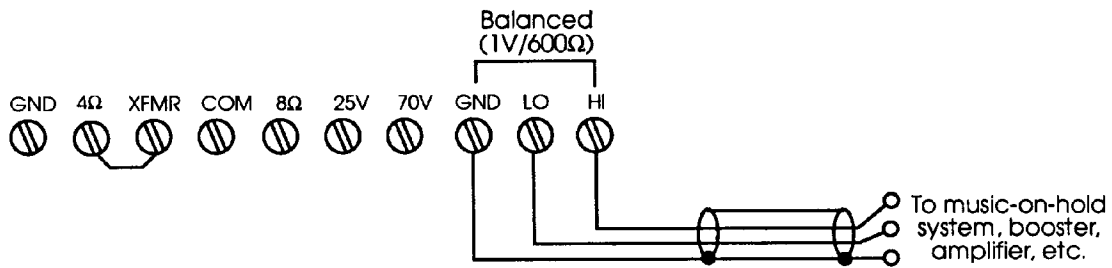 Balanced
(1V/600Ω)
GND 4Ω XFMR COM 8Ω 25V 70V GND LO HI
To music-on-hold
system, booster,
amplifier, etc.